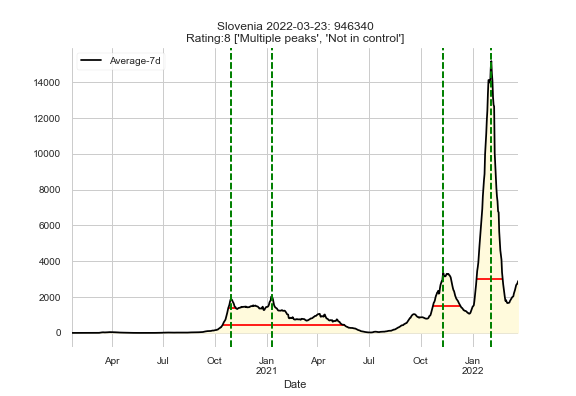 Slovenia 2022-03-23: 946340
Rating:8 ['Multiple peaks', 'Not in control']
Average-7d
14000
12000
10000
8000
6000
4000
2000
0
Apr Jul Oct Jan Apr Jul Oct Jan
2021 2022
Date